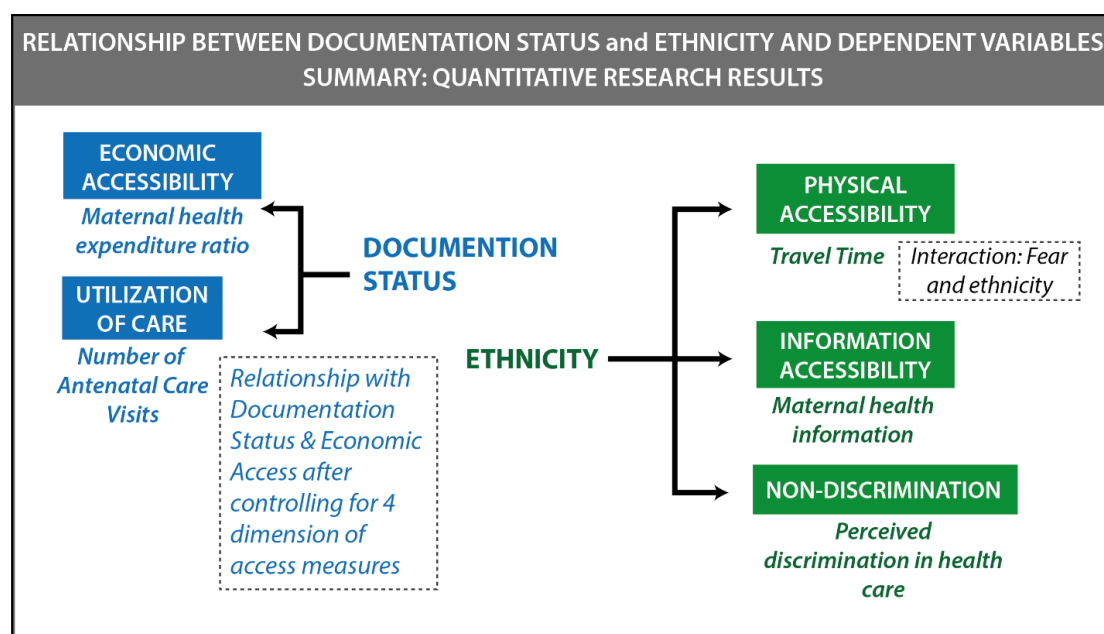 RELATIONSHIP BETWEEN DOCUMENTATION STATUS and ETHNICITY AND DEPENDENT VARIABLES
SUMMARY: QUANTITATIVE RESEARCH RESULTS
ECONOMIC
ACCESSIBILITY
Maternal health
expenditure ratio
UTILIZATION
OF CARE
Number of
Antenatal Care
Visits
Relationship with
Documentation
Status & Economic
Access after
controlling for 4
dimension of
access measures
DOCUMENTION
STATUS
ETHNICITY
PHYSICAL
ACCESSIBILITY
Travel Time
Interaction: Fear
and ethnicity
INFORMATION
ACCESSIBILITY
Maternal health
information
NON-DISCRIMINATION
Perceived
discrimination in health
care